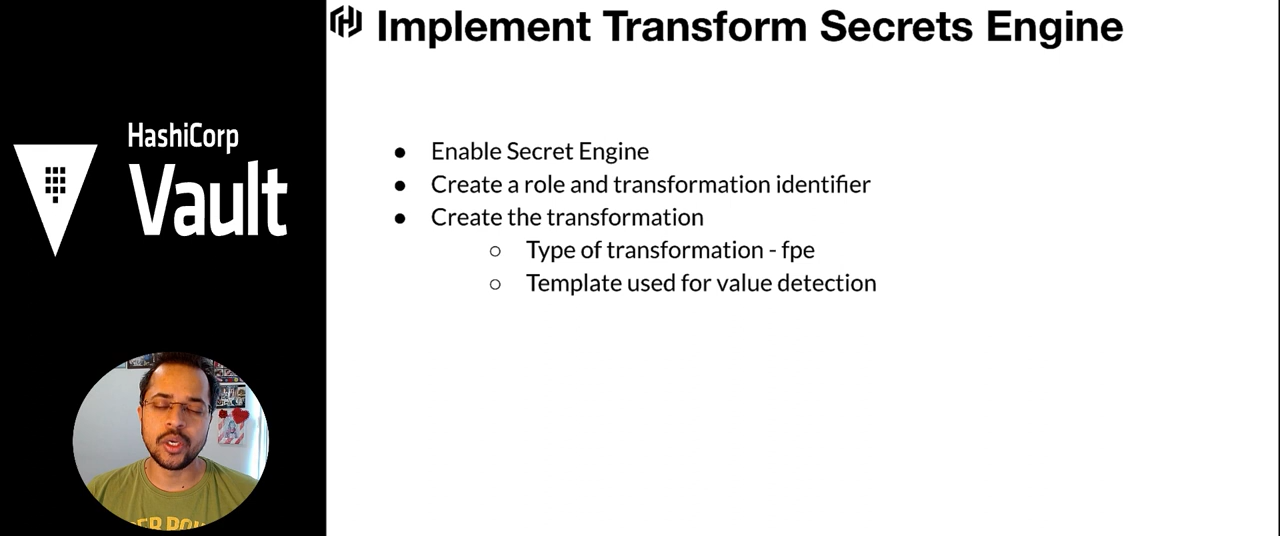 HashiCorp
Vault
Implement Transform Secrets Engine
● Enable Secret Engine
● Create a role and transformation identifier
● Create the transformation
○ Type of transformation - fpe
○ Template used for value detection